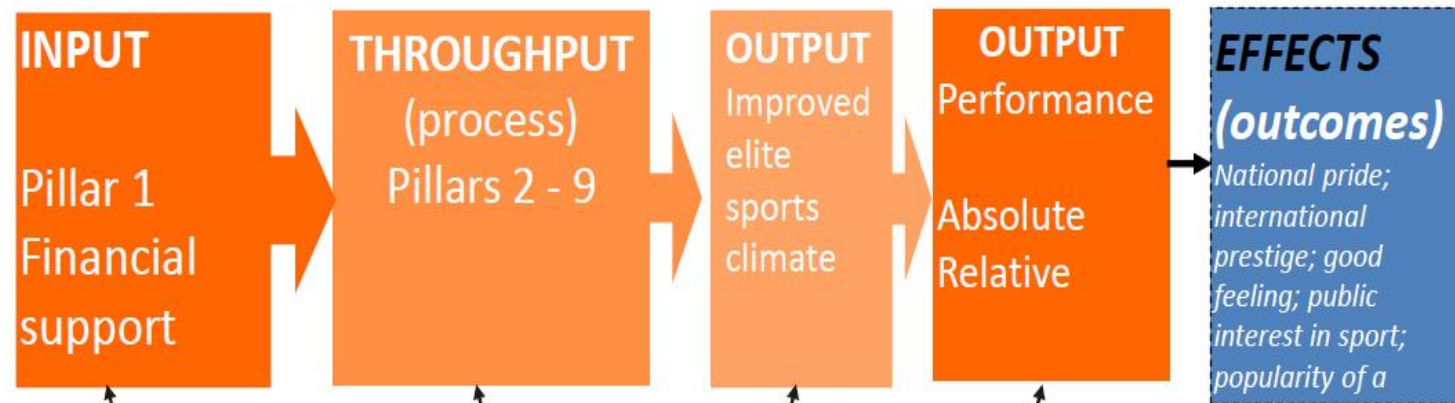 INPUT
Pillar 1
Financial
support
THROUGHPUT
(process)
Pillars 2 - 9
OUTPUT
Improved
elite
sports
climate
OUTPUT
Performance
Absolute
Relative
EFFECTS
(outcomes)
National pride;
international
prestige; good
feeling; public
interest in sport;
popularity of a